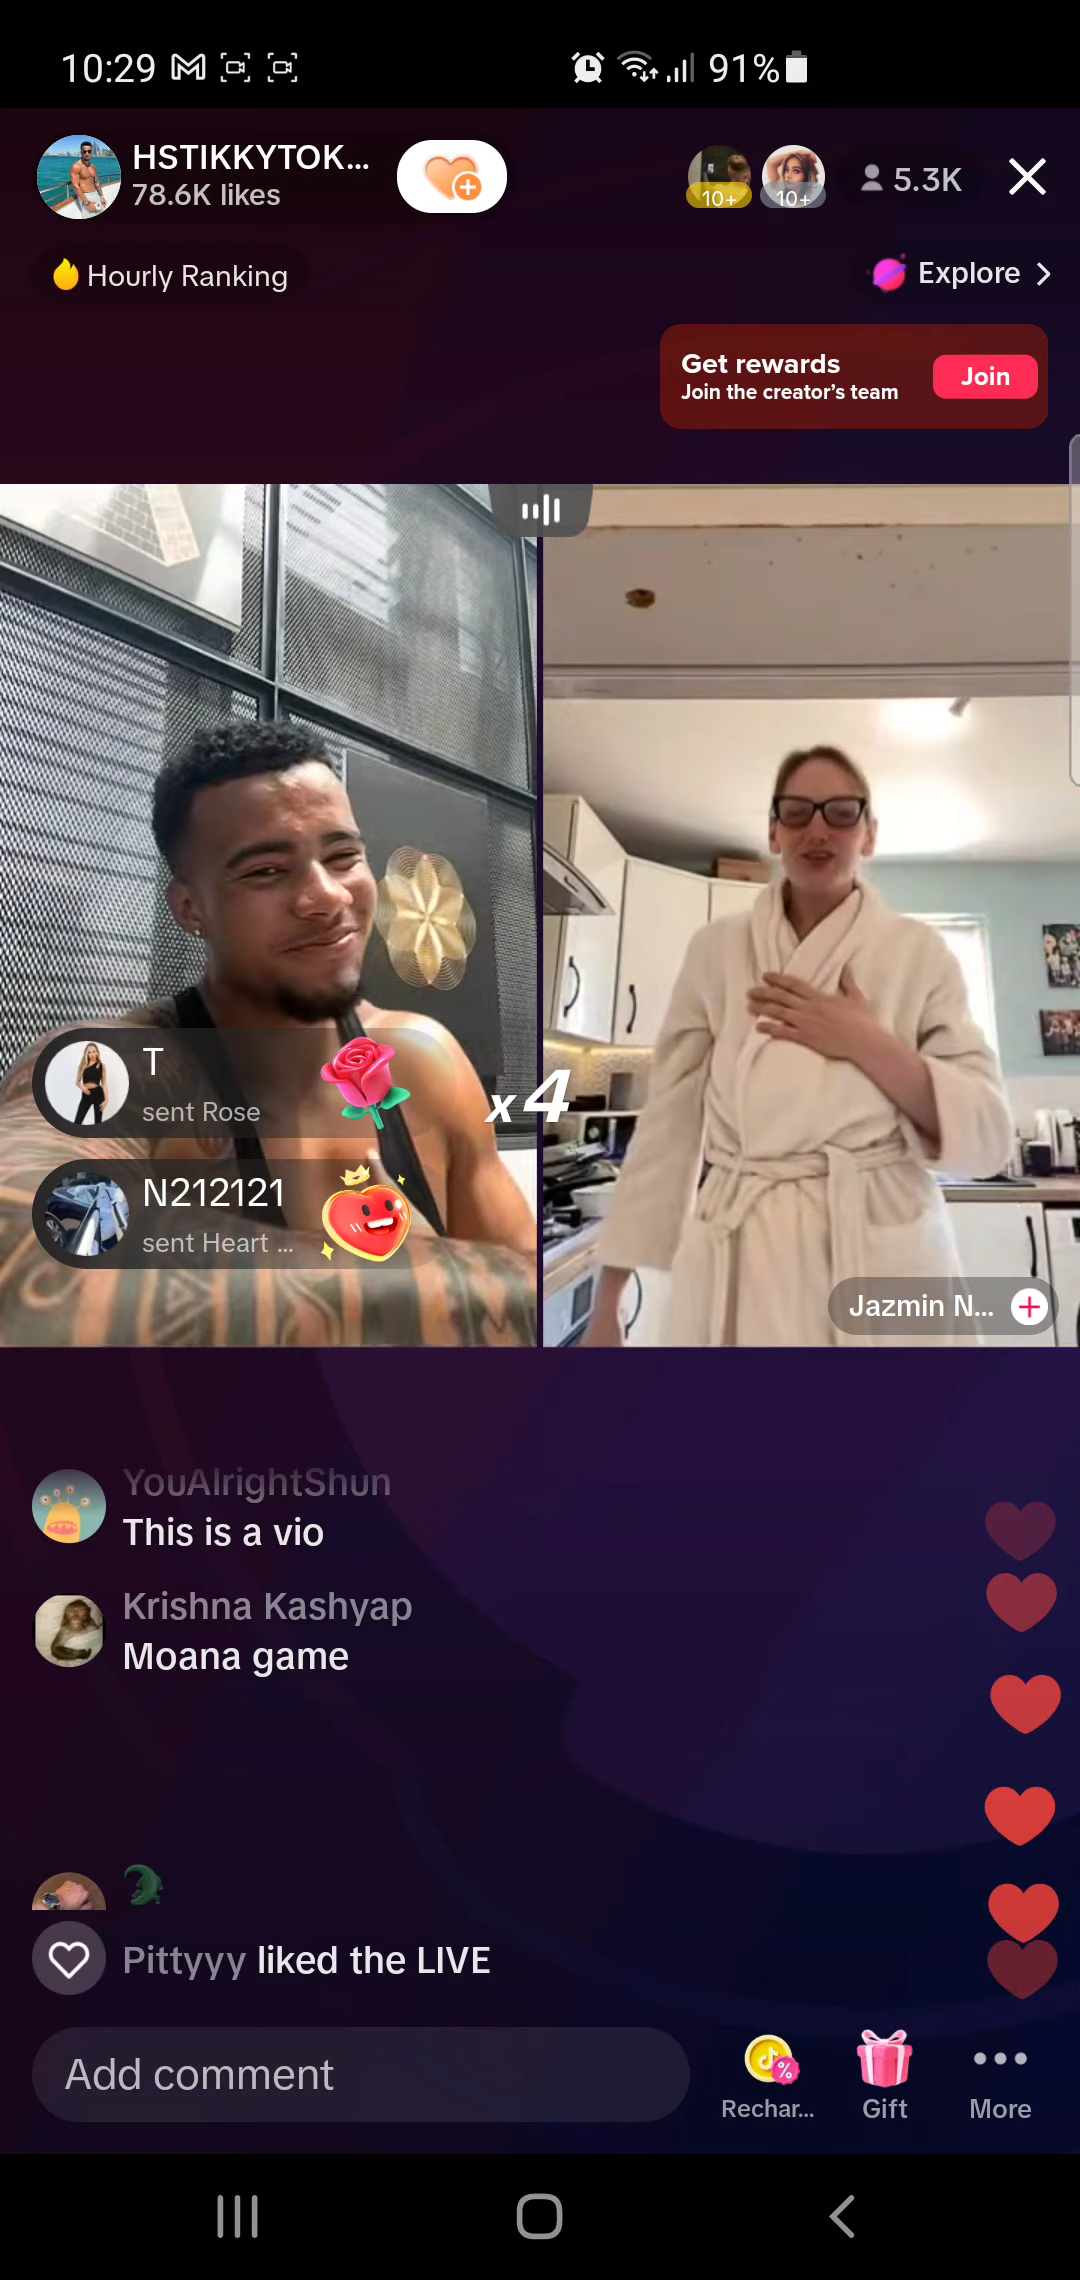 10:29
91%
HSTIKKYTOK...
78.6K likes
10+
10+
5.3K
Hourly Ranking
Explore
Get rewards
Join the creator's team
Join
T
sent Rose
x4
N212121
sent Heart ...
Jazmin N...
YouAlrightShun
This is a vio
Krishna Kashyap
Moana game
Pittyyy liked the LIVE
Add comment
Rechar...
Gift
More